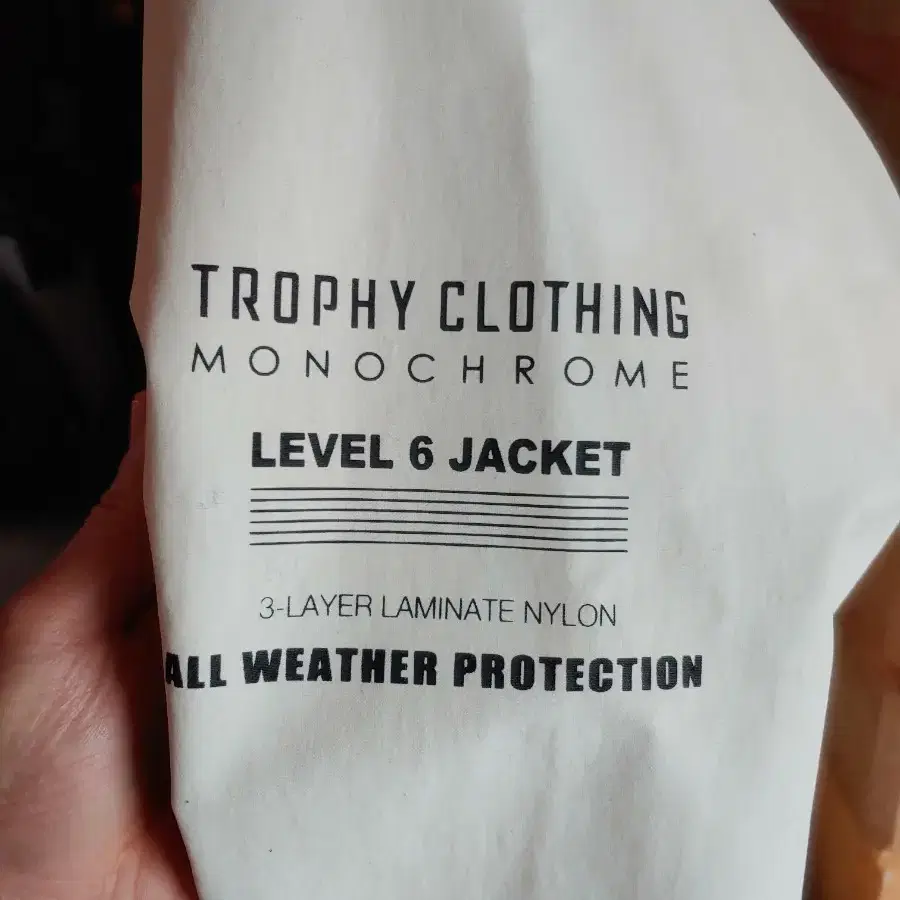 TROPHY CLOTHING
MONOCHROME
LEVEL 6 JACKET
3-LAYER LAMINATE NYLON
ALL WEATHER PROTECTION